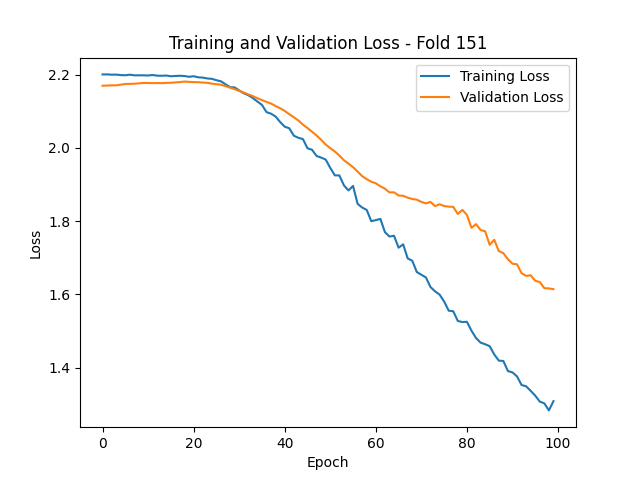 Training and Validation Loss - Fold 151
Training Loss
Validation Loss
Loss
2.2
2.0
1.8
1.6
1.4
0
20
40
60
80
100
Epoch